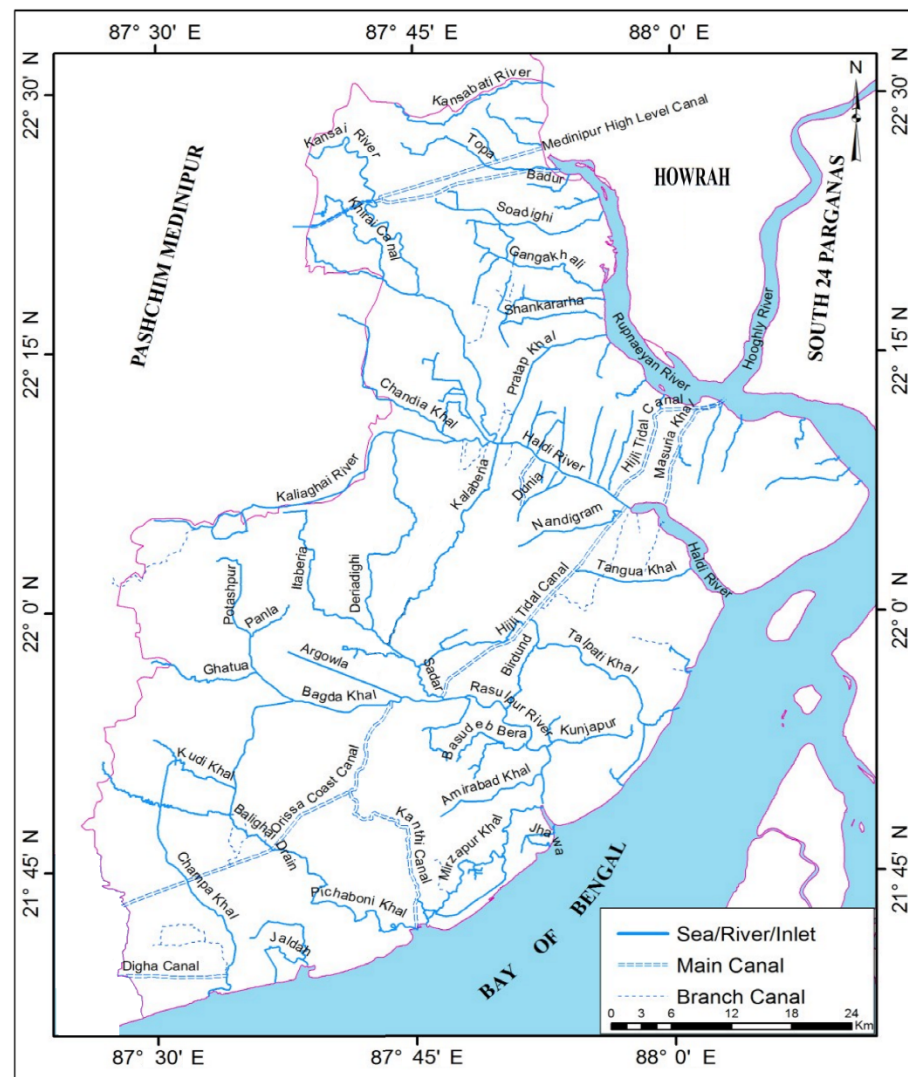 87° 30' E
87° 45' E
88° 0' E
22° 30' N
22° 30' N
N
Kansabati River
Medinipur High Level Canal
Kansai River
Topa
Badur
HOWRAH
SOUTH 24 PARGANAS
PASHCHIM MEDINIPUR
Khirai Canal
Soadighi
Gangakhali
Shankararha
Rupnaeyan River
Hooghly River
22° 15' N
22° 15' N
Pratap Khal
Chandia Khal
Hijli Tidal Canal
Masuria Khal
Haldi River
Kaliaghai River
Kalaberia
Dunia
Nandigram
Tangua Khal
Haldi River
Potashpur
Itaberia
Deriadighi
Panla
22° 0' N
22° 0' N
Hijli Tidal Canal
Birdund
Talpati Khal
Argowla
Sadar
Ghatua
Bagda Khal
Rasulpur River
Basudeb Bera
Kunjapur
Kudi Khal
Orissa Coast Canal
Amirabad Khal
Balighai Drain
Kanthi Canal
Mirzapur Khal
Jhawa
21° 45' N
21° 45' N
Champa Khal
Pichaboni Khal
Jaldah
Digha Canal
BAY OF BENGAL
Sea/River/Inlet
Main Canal
Branch Canal
0 6 12 18 24
Km
87° 30' E
87° 45' E
88° 0' E